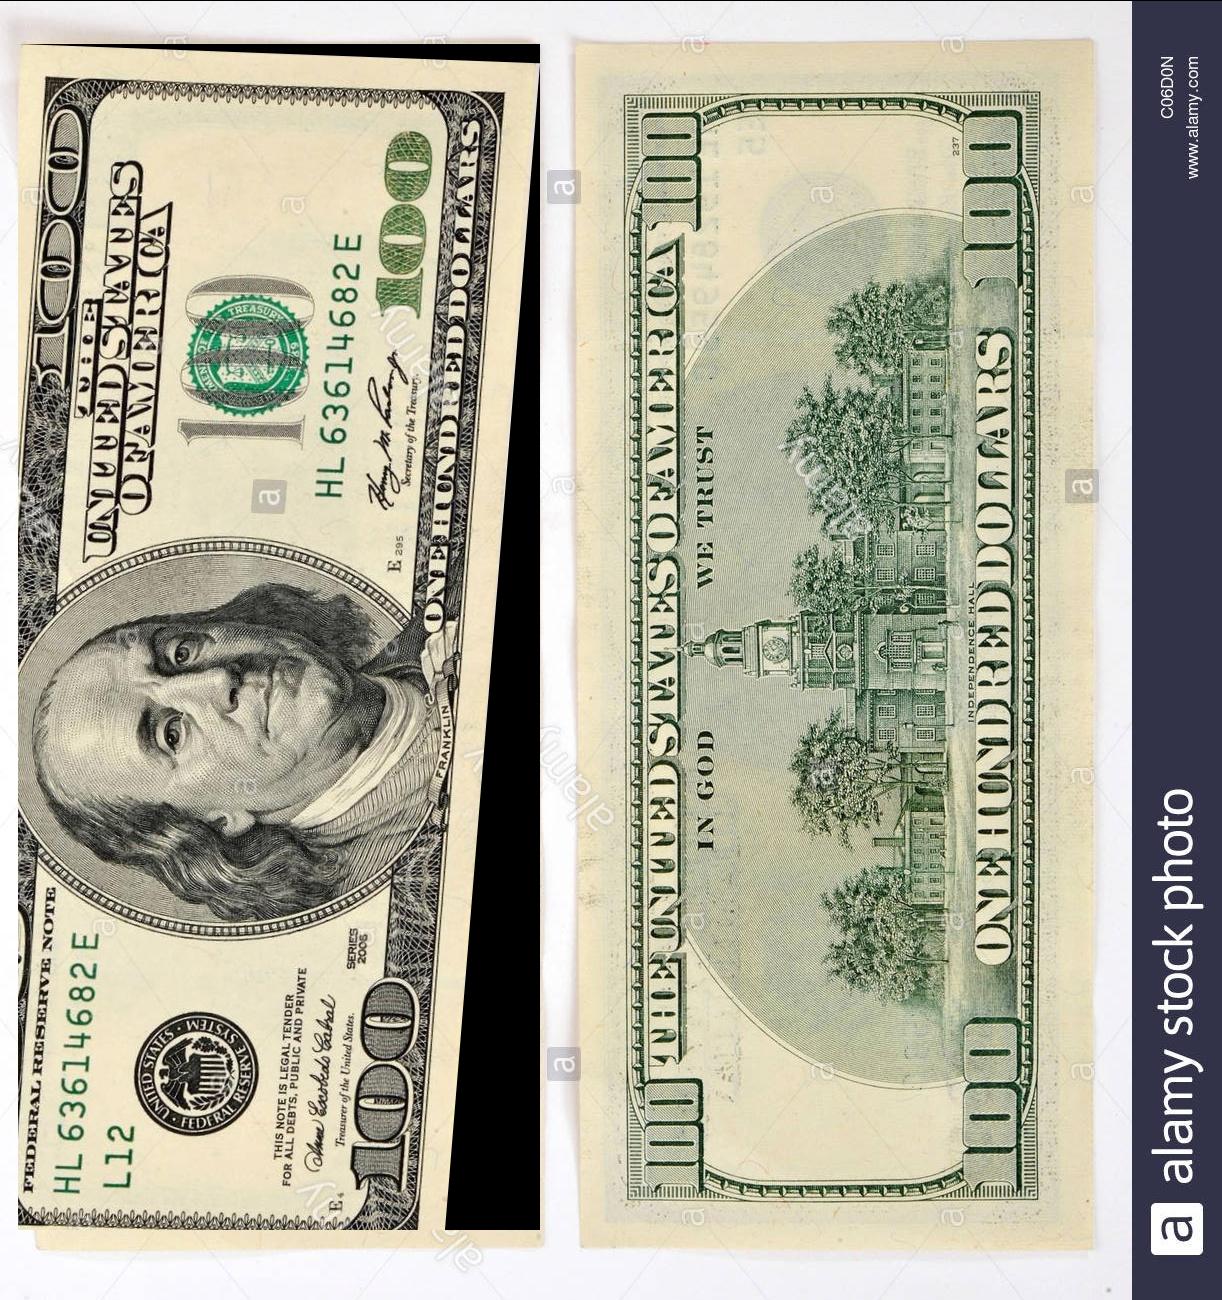 FEDERAL RESERVE NOTE
THE
UNITED STATES
OF AMERICA
HL 63614682 E
L12
UNITED STATES · FEDERAL RESERVE SYSTEM ·
THIS NOTE IS LEGAL TENDER
FOR ALL DEBTS, PUBLIC AND PRIVATE
Treasurer of the United States.
SERIES
2006
E4
100
100
FRANKLIN
TREASURY
100
HL 63614682 E
Secretary of the Treasury.
E 295
100
ONE HUNDRED DOLLARS
100
THE UNITED STATES OF AMERICA
100
IN GOD WE TRUST
INDEPENDENCE HALL
237
100
ONE HUNDRED DOLLARS
100
a alamy stock photo
C06D0N
www.alamy.com
alamy
alamy
alamy